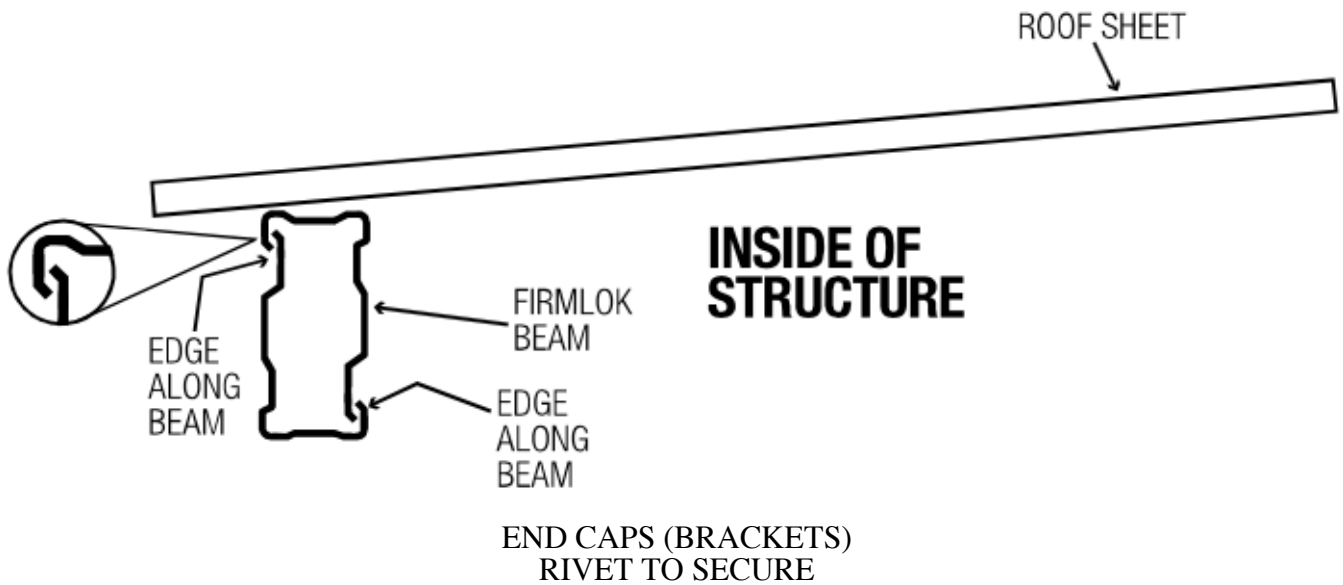 ROOF SHEET
INSIDE OF
STRUCTURE
FIRMLOK
BEAM
EDGE
ALONG
BEAM
EDGE
ALONG
BEAM
END CAPS (BRACKETS)
RIVET TO SECURE